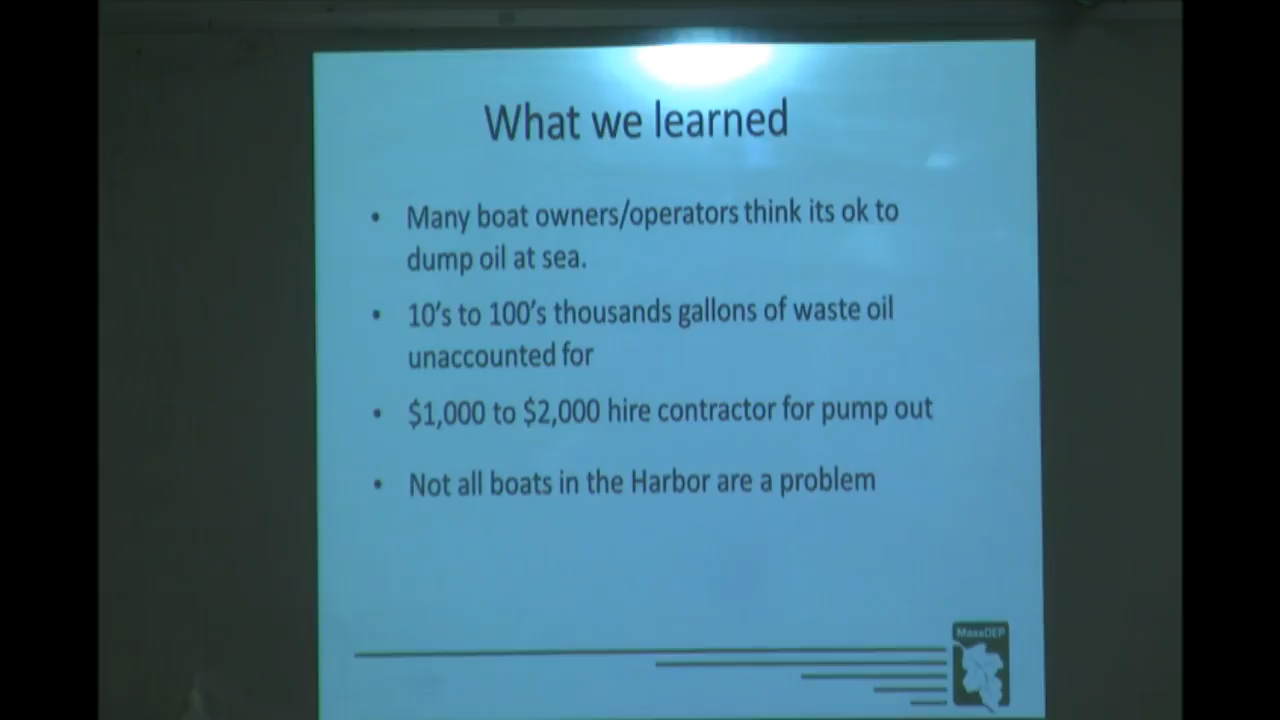 What we learned
• Many boat owners/operators think its ok to
dump oil at sea.
• 10's to 100's thousands gallons of waste oil
unaccounted for
• $1,000 to $2,000 hire contractor for pump out
• Not all boats in the Harbor are a problem
MassDEP